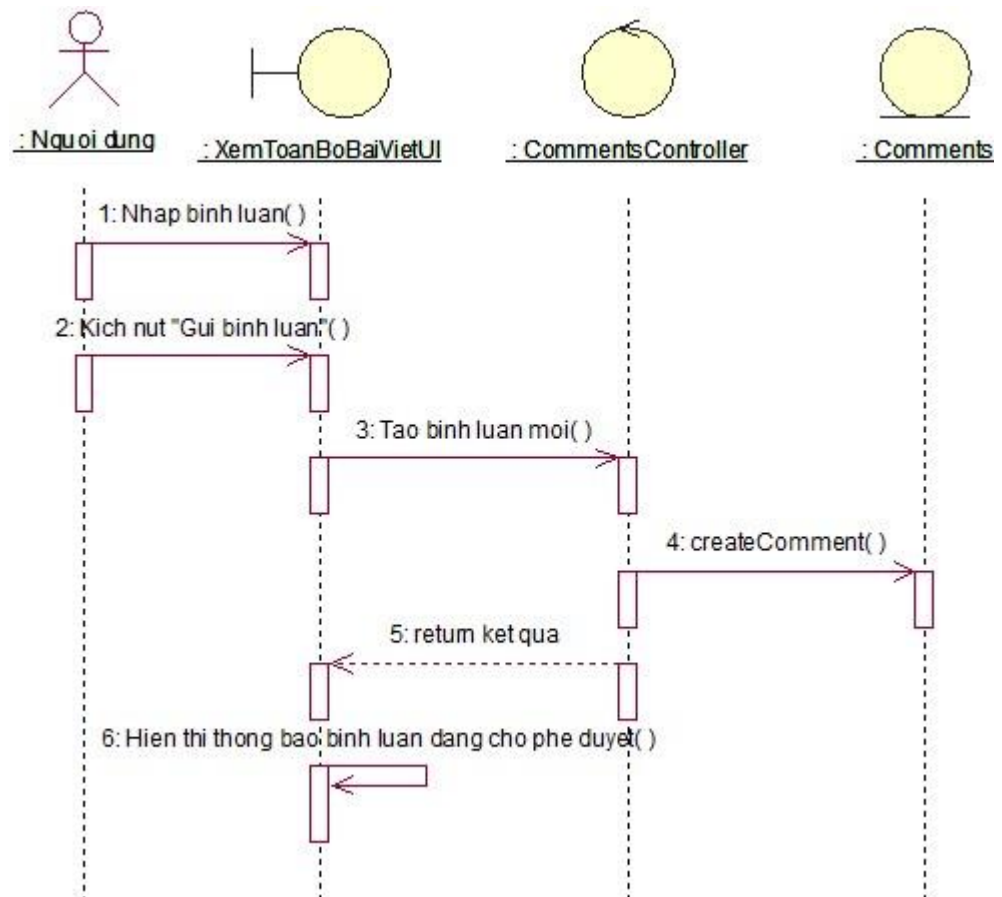 : Nguoi dung
: XemToanBoBaiVietUI
: CommentsController
: Comments
1: Nhap binh luan( )
2: Kich nut "Gui binh luan"( )
3: Tao binh luan moi( )
4: createComment( )
5: return ket qua
6: Hien thi thong bao binh luan dang cho phe duyet( )